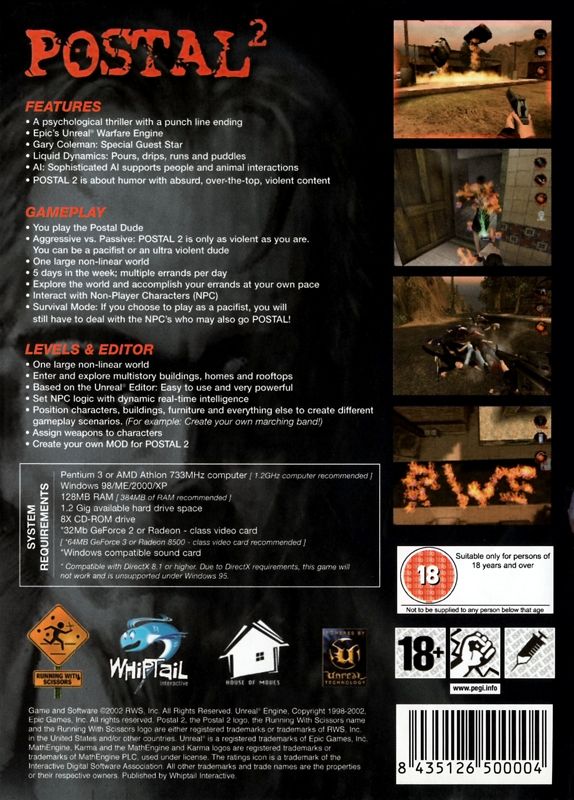 POSTAL²
FEATURES
• A psychological thriller with a punch line ending
• Epic's Unreal® Warfare Engine
• Gary Coleman: Special Guest Star
• Liquid Dynamics: Pours, drips, runs and puddles
• AI: Sophisticated AI supports people and animal interactions
• POSTAL 2 is about humor with absurd, over-the-top, violent content
GAMEPLAY
• You play the Postal Dude
• Aggressive vs. Passive: POSTAL 2 is only as violent as you are.
You can be a pacifist or an ultra violent dude
• One large non-linear world
• 5 days in the week; multiple errands per day
• Explore the world and accomplish your errands at your own pace
• Interact with Non-Player Characters (NPC)
• Survival Mode: If you choose to play as a pacifist, you will
still have to deal with the NPC's who may also go POSTAL!
LEVELS & EDITOR
• One large non-linear world
• Enter and explore multistory buildings, homes and rooftops
• Based on the Unreal® Editor: Easy to use and very powerful
• Set NPC logic with dynamic real-time intelligence
• Position characters, buildings, furniture and everything else to create different
gameplay scenarios. (For example: Create your own marching band!)
• Assign weapons to characters
• Create your own MOD for POSTAL 2
SYSTEM
REQUIREMENTS
Pentium 3 or AMD Athlon 733MHz computer [ 1.2GHz computer recommended ]
Windows 98/ME/2000/XP
128MB RAM [ 384MB of RAM recommended ]
1.2 Gig available hard drive space
8X CD-ROM drive
*32Mb GeForce 2 or Radeon - class video card
[ *64MB GeForce 3 or Radeon 8500 - class video card recommended ]
*Windows compatible sound card
* Compatible with DirectX 8.1 or higher. Due to DirectX requirements, this game will
not work and is unsupported under Windows 95.
RWS
18
Suitable only for persons of
18 years and over
Not to be supplied to any person below that age
RUNNING WITH
SCISSORS
WHIPTAIL
interactive
HOUSE OF MOVES
POWERED BY
U
UNREAL
TECHNOLOGY
18+
www.pegi.info
Game and Software ©2002 RWS, Inc. All Rights Reserved. Unreal® Engine, Copyright 1998-2002,
Epic Games, Inc. All rights reserved. Postal 2, the Postal 2 logo, the Running With Scissors name
and the Running With Scissors logo are either registered trademarks or trademarks of RWS, Inc.
in the United States and/or other countries. Unreal® is a registered trademark of Epic Games, Inc.
MathEngine, Karma and the MathEngine and Karma logos are registered trademarks or
trademarks of MathEngine PLC, used under license. The ratings icon is a trademark of the
Interactive Digital Software Association. All other trademarks and trade names are the properties
of their respective owners. Published by Whiptail Interactive.
8 435126 500004